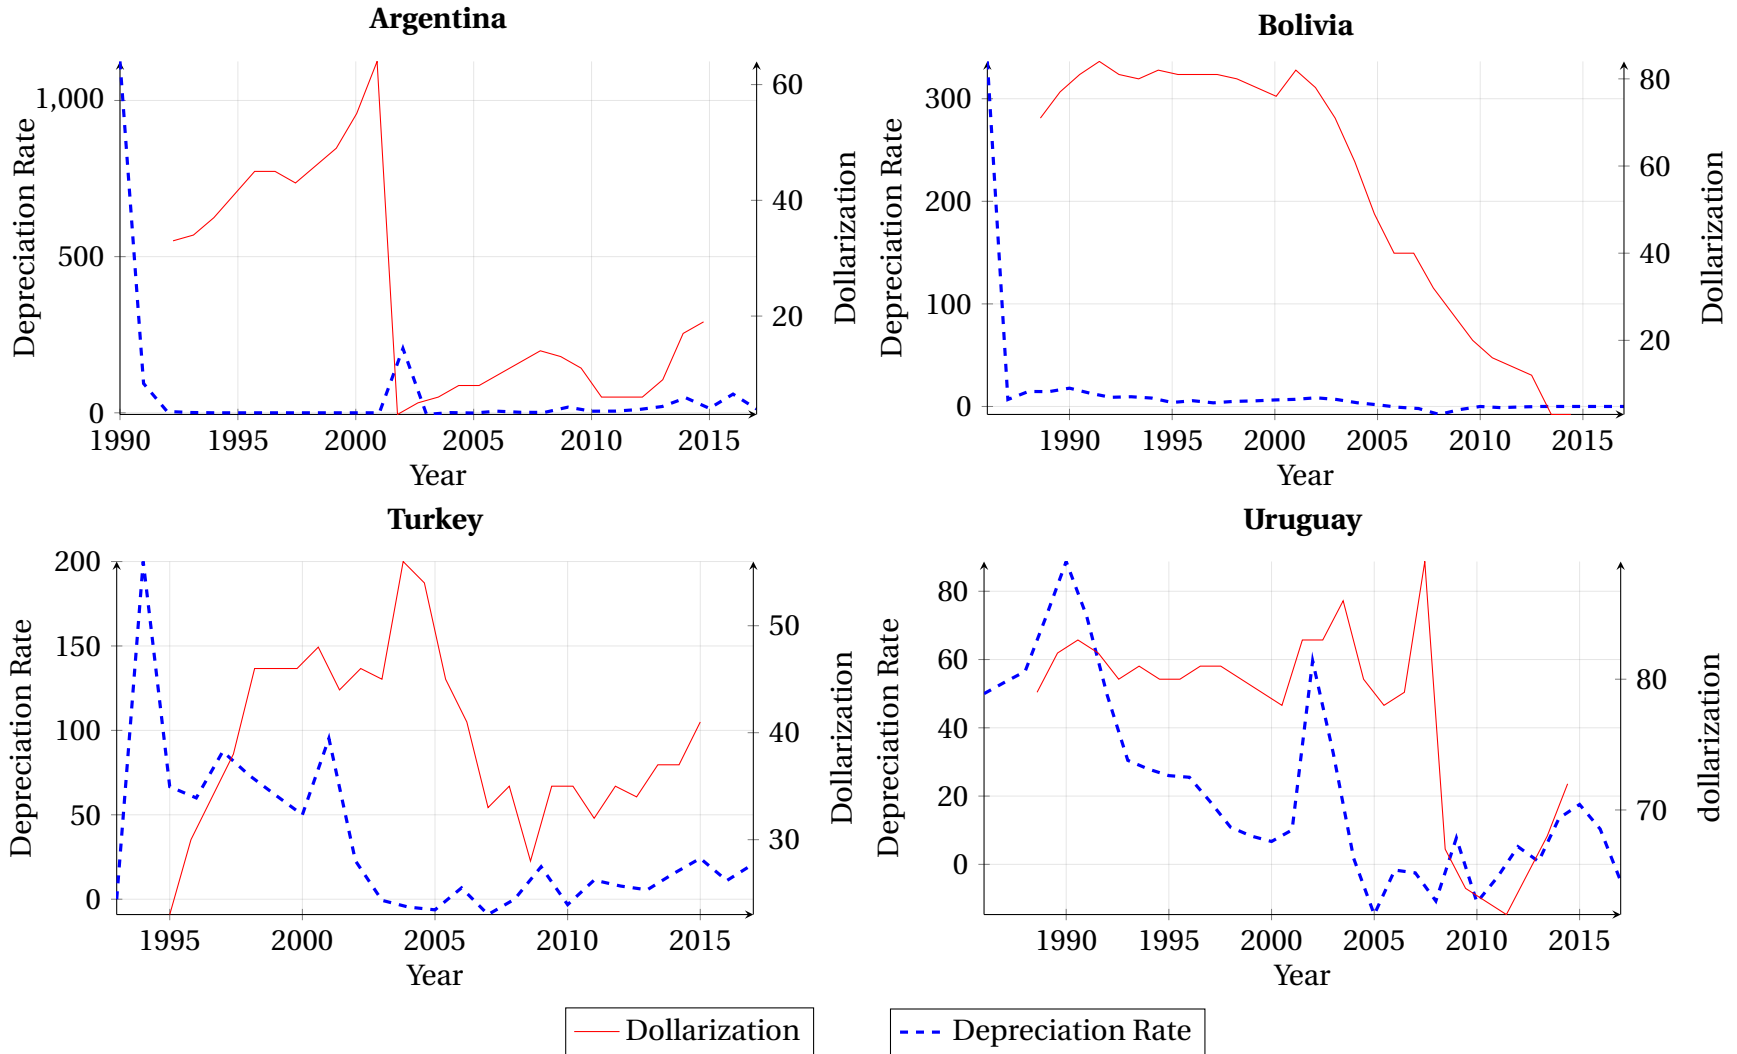 Argentina
1,000
500
0
Depreciation Rate
60
40
20
Dollarization
1990 1995 2000 2005 2010 2015
Year
Bolivia
300
200
100
0
Depreciation Rate
80
60
40
20
Dollarization
1990 1995 2000 2005 2010 2015
Year
Turkey
200
150
100
50
0
Depreciation Rate
50
40
30
Dollarization
1995 2000 2005 2010 2015
Year
Uruguay
80
60
40
20
0
Depreciation Rate
80
70
dollarization
1990 1995 2000 2005 2010 2015
Year
Dollarization
Depreciation Rate